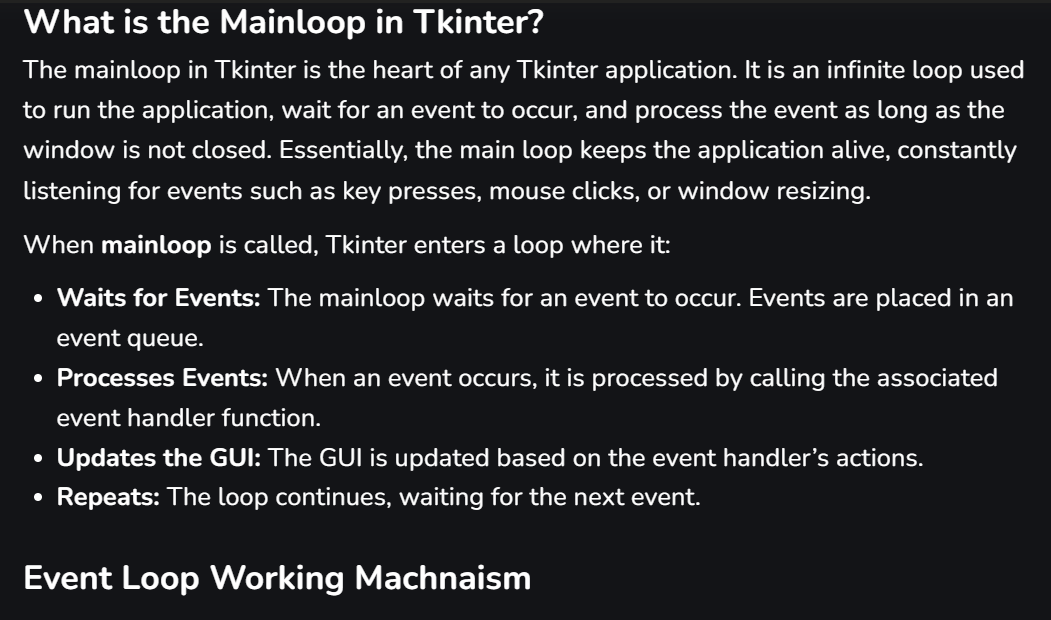 What is the Mainloop in Tkinter?
The mainloop in Tkinter is the heart of any Tkinter application. It is an infinite loop used
to run the application, wait for an event to occur, and process the event as long as the
window is not closed. Essentially, the main loop keeps the application alive, constantly
listening for events such as key presses, mouse clicks, or window resizing.
When mainloop is called, Tkinter enters a loop where it:
• Waits for Events: The mainloop waits for an event to occur. Events are placed in an
event queue.
• Processes Events: When an event occurs, it is processed by calling the associated
event handler function.
• Updates the GUI: The GUI is updated based on the event handler’s actions.
• Repeats: The loop continues, waiting for the next event.
Event Loop Working Machnaism